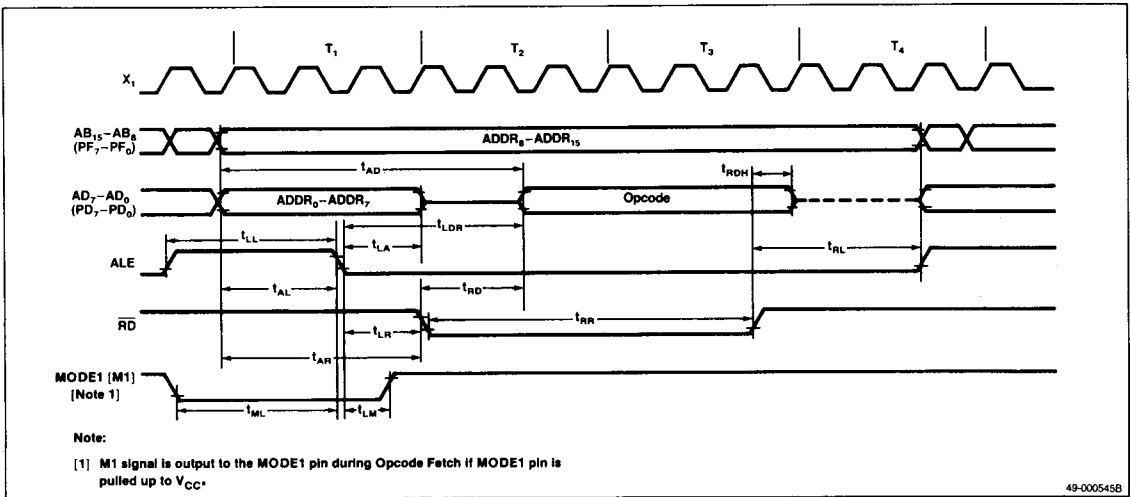 T1 T2 T3 T4
X1
AB15–AB8
(PF7–PF0)
ADDR8–ADDR15
tAD
tRDH
AD7–AD0
(PD7–PD0)
ADDR0–ADDR7
Opcode
tLL
tLDR
tLA
tRL
ALE
tAL
tRD
RD
tRR
tLR
tAR
MODE1 [M1]
[Note 1]
tML
tLM
Note:
[1] M1 signal is output to the MODE1 pin during Opcode Fetch if MODE1 pin is
pulled up to VCC.
49-000545B